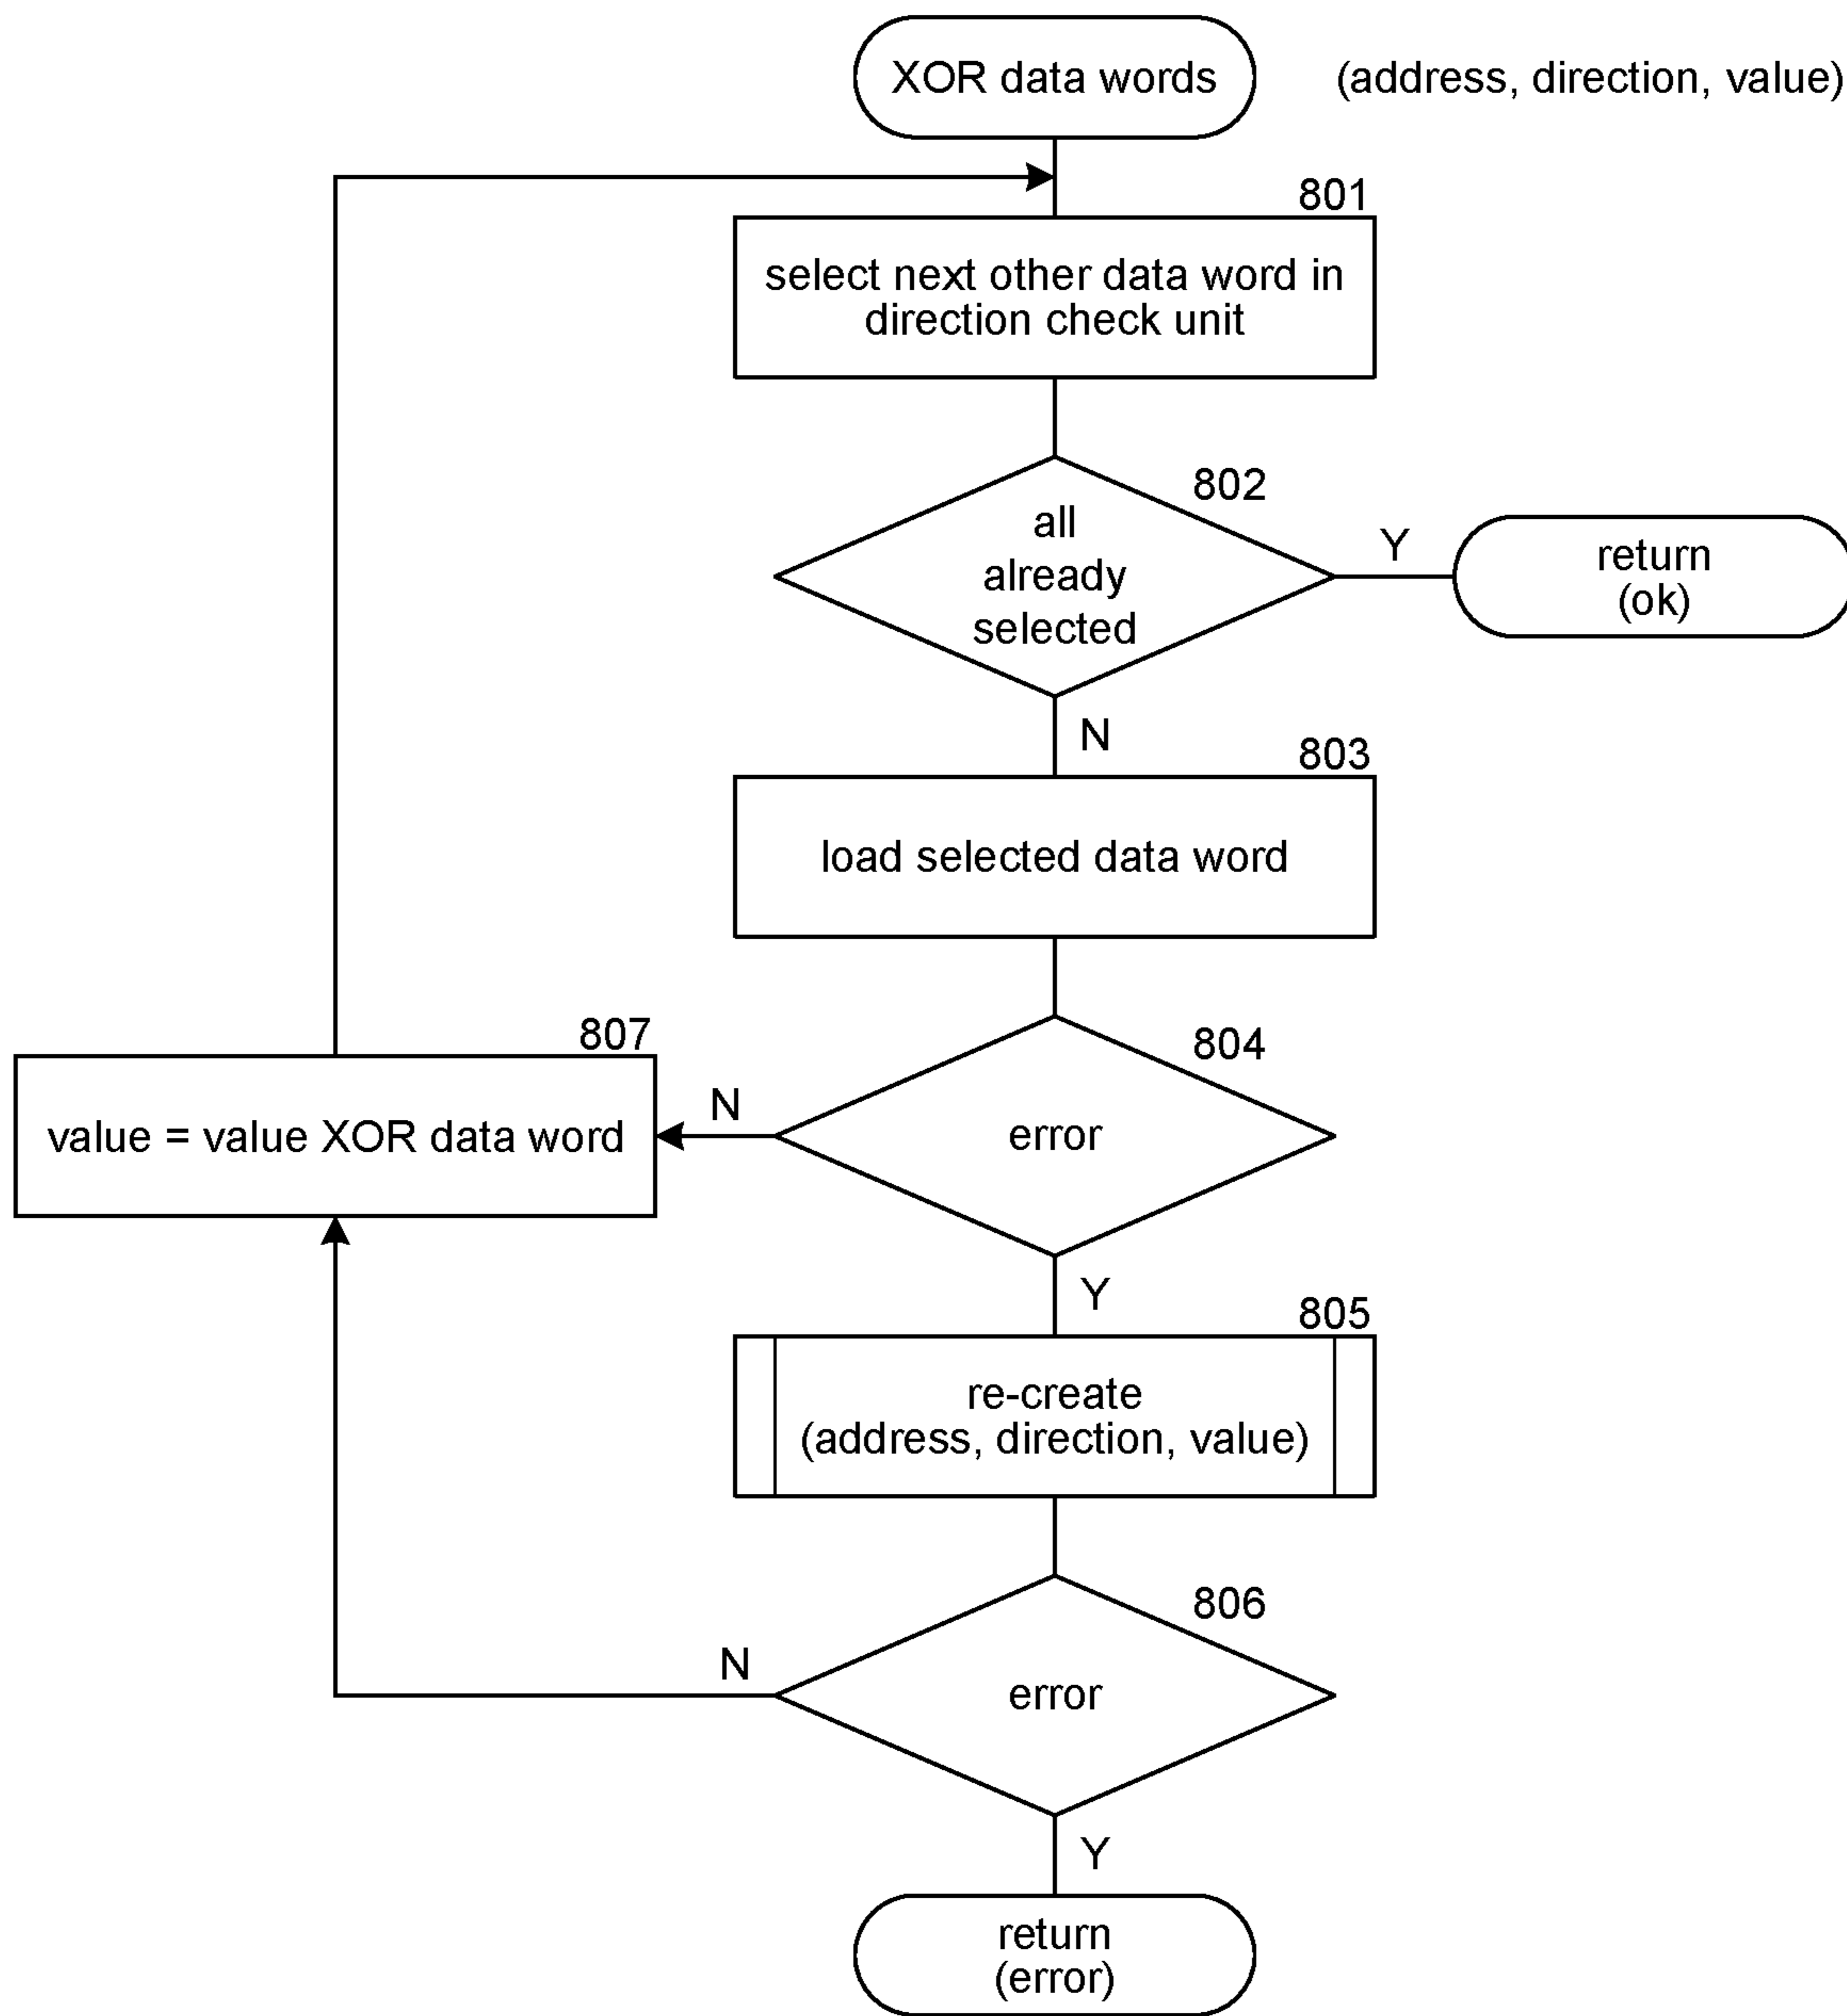 XOR data words
(address, direction, value)
801
select next other data word in
direction check unit
802
all
already
selected
Y
return
(ok)
N
803
load selected data word
804
error
N
807
value = value XOR data word
Y
805
re-create
(address, direction, value)
806
error
N
Y
return
(error)